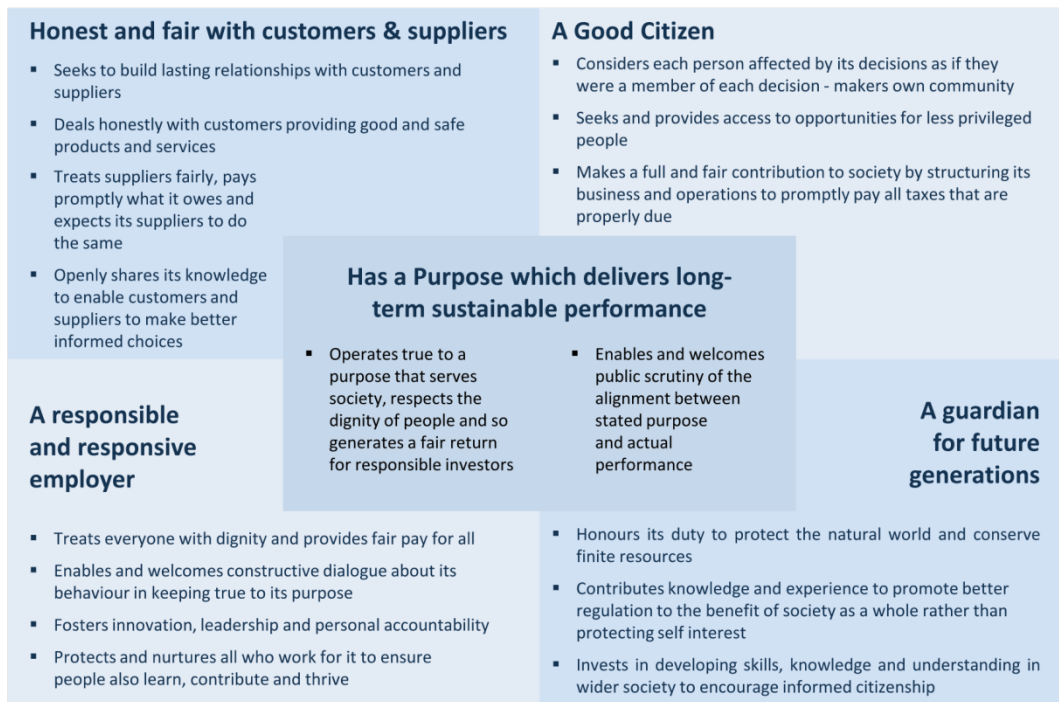 Honest and fair with customers & suppliers
▪ Seeks to build lasting relationships with customers and
suppliers
▪ Deals honestly with customers providing good and safe
products and services
▪ Treats suppliers fairly, pays
promptly what it owes and
expects its suppliers to do
the same
▪ Openly shares its knowledge
to enable customers and
suppliers to make better
informed choices
A Good Citizen
▪ Considers each person affected by its decisions as if they
were a member of each decision - makers own community
▪ Seeks and provides access to opportunities for less privileged
people
▪ Makes a full and fair contribution to society by structuring its
business and operations to promptly pay all taxes that are
properly due
Has a Purpose which delivers long-
term sustainable performance
▪ Operates true to a
purpose that serves
society, respects the
dignity of people and so
generates a fair return
for responsible investors
▪ Enables and welcomes
public scrutiny of the
alignment between
stated purpose
and actual
performance
A responsible
and responsive
employer
▪ Treats everyone with dignity and provides fair pay for all
▪ Enables and welcomes constructive dialogue about its
behaviour in keeping true to its purpose
▪ Fosters innovation, leadership and personal accountability
▪ Protects and nurtures all who work for it to ensure
people also learn, contribute and thrive
A guardian
for future
generations
▪ Honours its duty to protect the natural world and conserve
finite resources
▪ Contributes knowledge and experience to promote better
regulation to the benefit of society as a whole rather than
protecting self interest
▪ Invests in developing skills, knowledge and understanding in
wider society to encourage informed citizenship